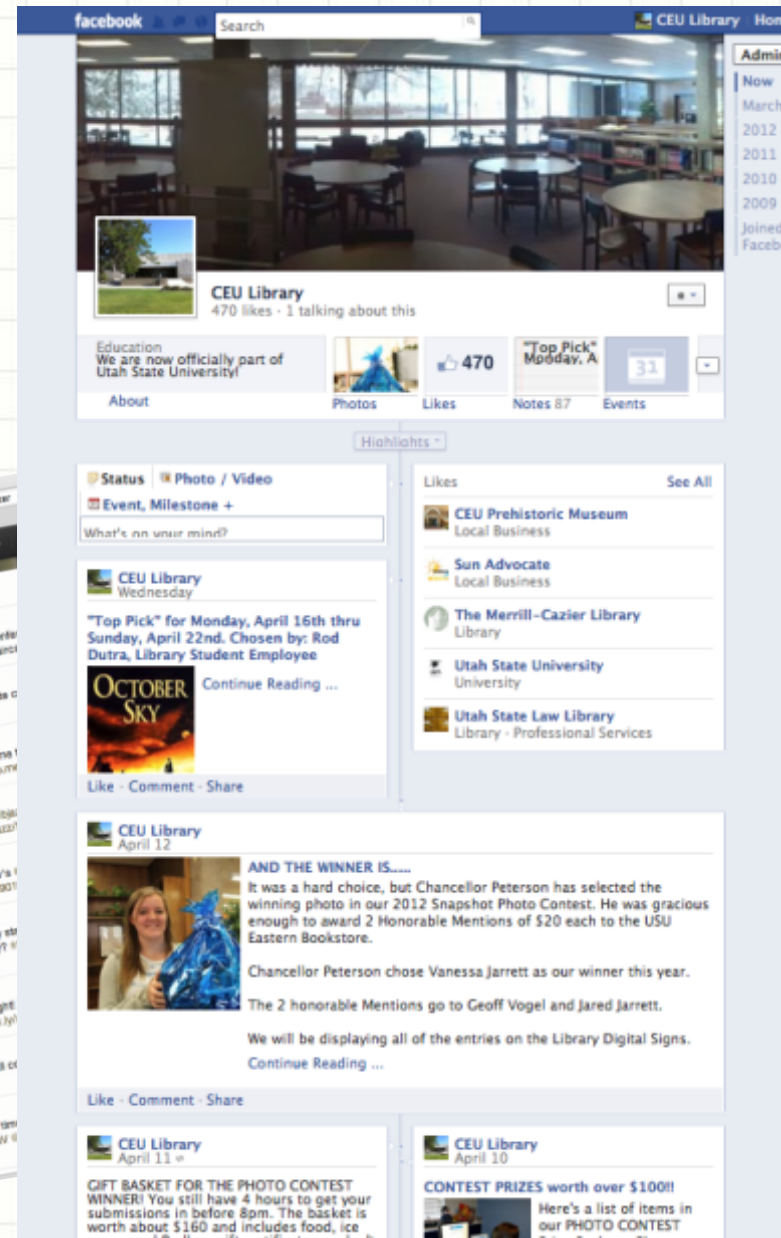 facebook
Search
CEU Library
Now
2012
2011
2010
2009
Joined
CEU Library
470 likes · 1 talking about this
Education
We are now officially part of
Utah State University!
About
Photos
470
Likes
"Top Pick"
Monday, A
Notes 87
31
Events
Highlights
Status
Photo / Video
Event, Milestone +
What's on your mind?
CEU Library
Wednesday
"Top Pick" for Monday, April 16th thru
Sunday, April 22nd. Chosen by: Rod
Dutra, Library Student Employee
OCTOBER
SKY
Continue Reading ...
Like · Comment · Share
Likes
See All
CEU Prehistoric Museum
Local Business
Sun Advocate
Local Business
The Merrill-Cazier Library
Library
Utah State University
University
Utah State Law Library
Library · Professional Services
CEU Library
April 12
AND THE WINNER IS.....
It was a hard choice, but Chancellor Peterson has selected the
winning photo in our 2012 Snapshot Photo Contest. He was gracious
enough to award 2 Honorable Mentions of $20 each to the USU
Eastern Bookstore.
Chancellor Peterson chose Vanessa Jarrett as our winner this year.
The 2 honorable Mentions go to Geoff Vogel and Jared Jarrett.
We will be displaying all of the entries on the Library Digital Signs.
Continue Reading ...
Like · Comment · Share
CEU Library
April 11
GIFT BASKET FOR THE PHOTO CONTEST
WINNER! You still have 4 hours to get your
submissions in before 8pm. The basket is
worth about $160 and includes food, ice
CEU Library
April 10
CONTEST PRIZES worth over $100!!
Here's a list of items in
our PHOTO CONTEST